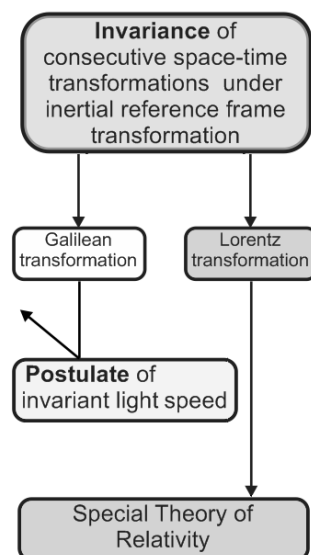 Invariance of
consecutive space-time
transformations under
inertial reference frame
transformation
Galilean
transformation
Lorentz
transformation
Postulate of
invariant light speed
Special Theory of
Relativity